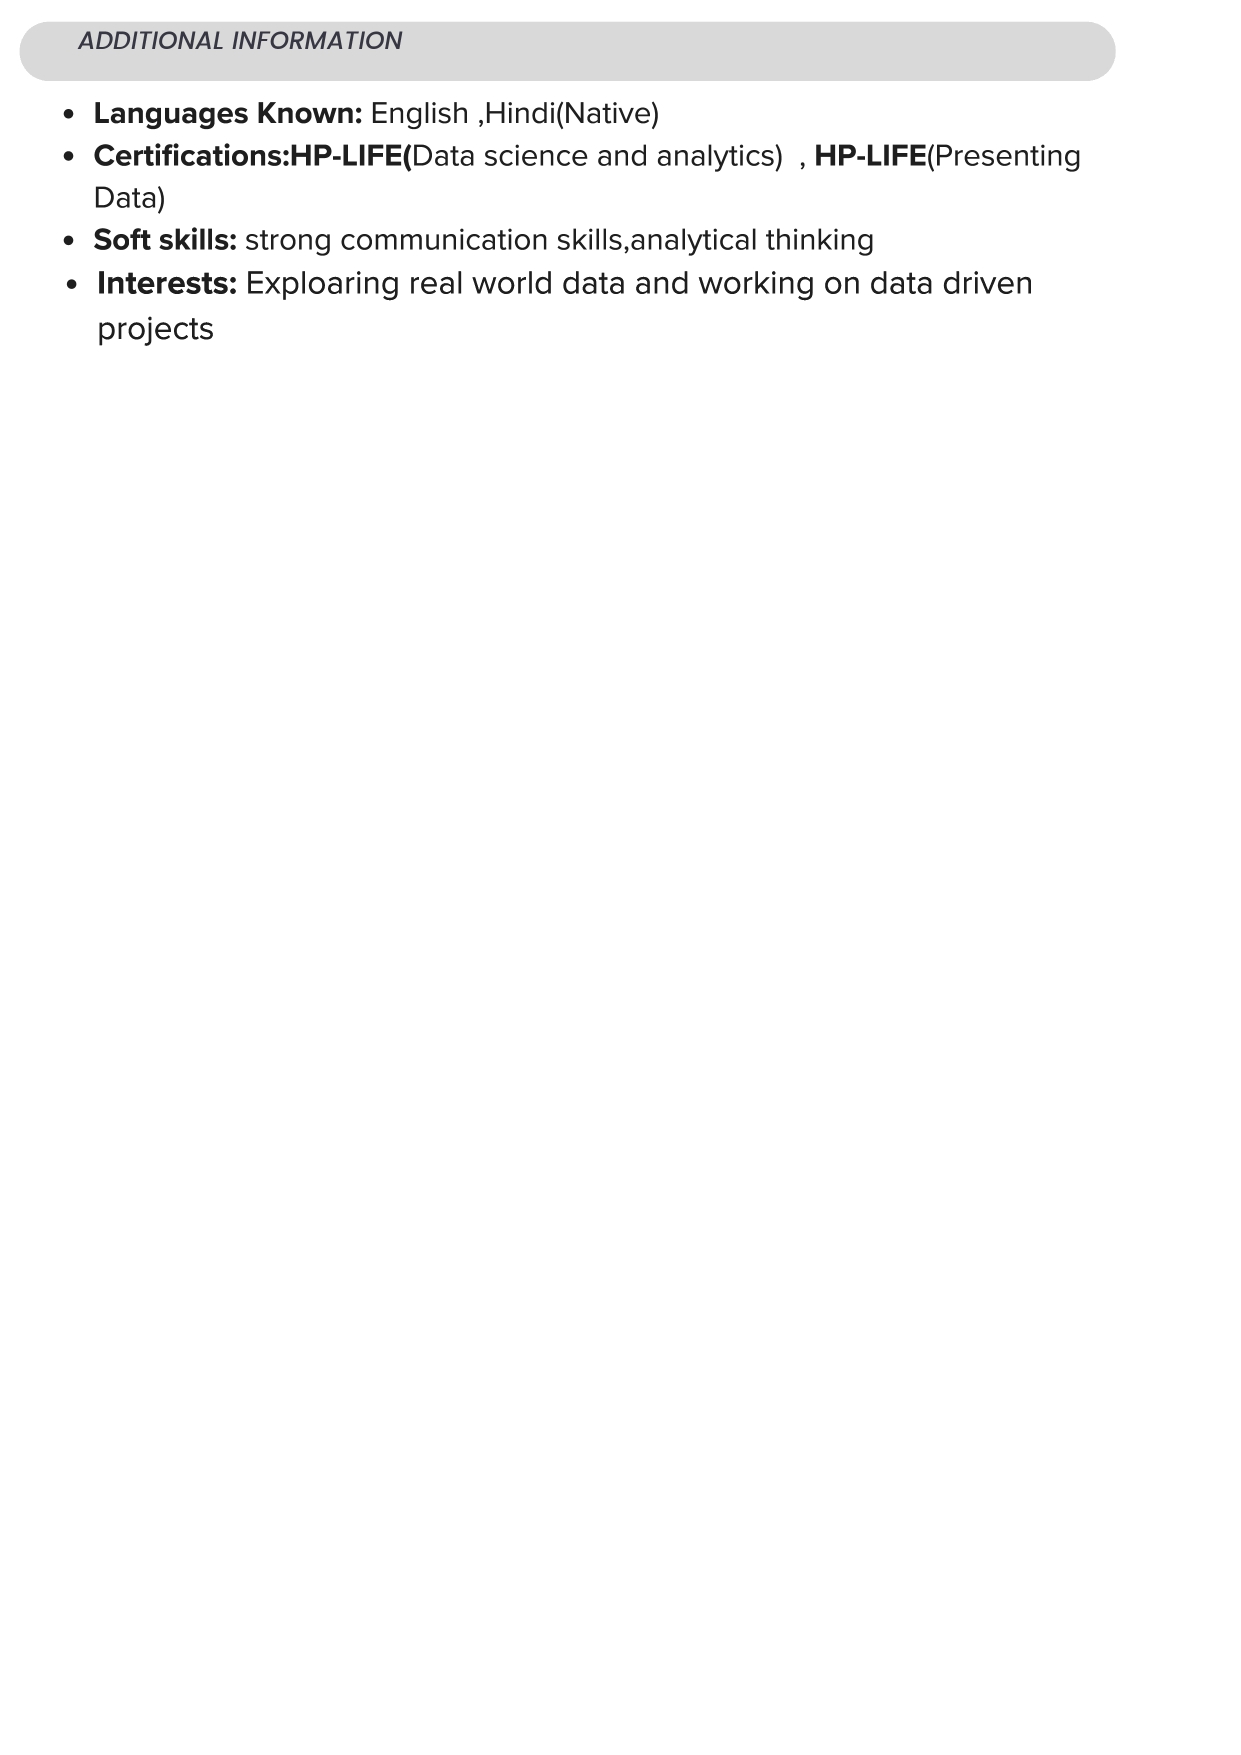 ADDITIONAL INFORMATION
• Languages Known: English ,Hindi(Native)
• Certifications:HP-LIFE(Data science and analytics)  , HP-LIFE(Presenting
Data)
• Soft skills: strong communication skills,analytical thinking
• Interests: Exploaring real world data and working on data driven
projects